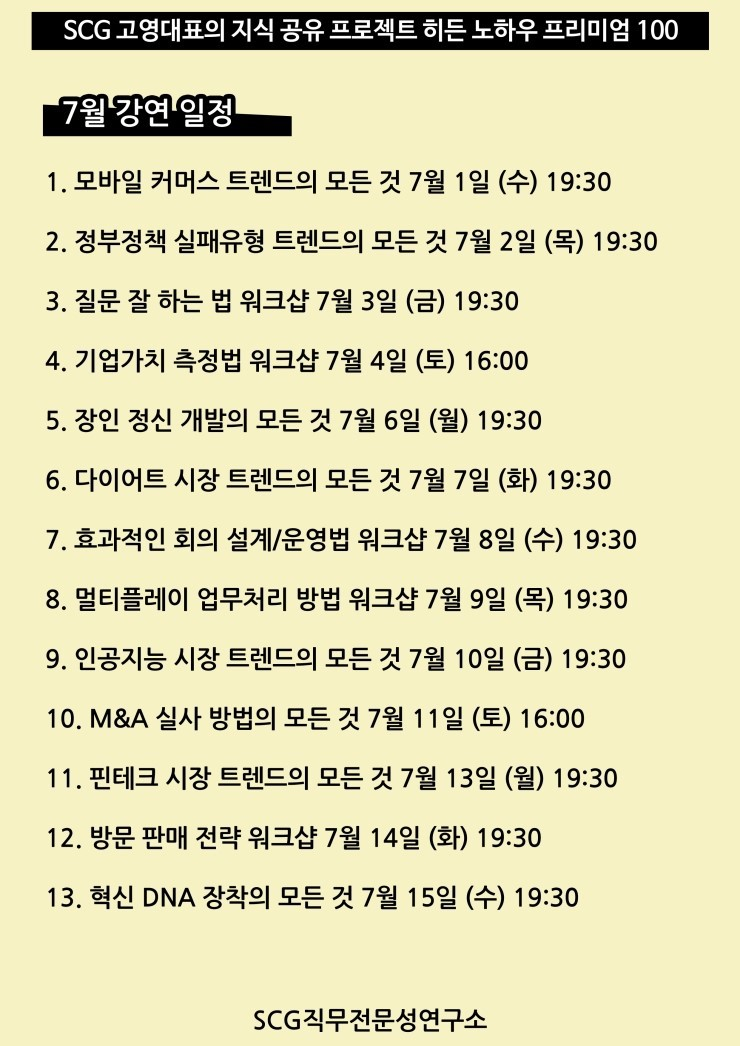 SCG 고영대표의 지식 공유 프로젝트 히든 노하우 프리미엄 100
7월 강연 일정
1. 모바일 커머스 트렌드의 모든 것 7월 1일 (수) 19:30
2. 정부정책 실패유형 트렌드의 모든 것 7월 2일 (목) 19:30
3. 질문 잘 하는 법 워크샵 7월 3일 (금) 19:30
4. 기업가치 측정법 워크샵 7월 4일 (토) 16:00
5. 장인 정신 개발의 모든 것 7월 6일 (월) 19:30
6. 다이어트 시장 트렌드의 모든 것 7월 7일 (화) 19:30
7. 효과적인 회의 설계/운영법 워크샵 7월 8일 (수) 19:30
8. 멀티플레이 업무처리 방법 워크샵 7월 9일 (목) 19:30
9. 인공지능 시장 트렌드의 모든 것 7월 10일 (금) 19:30
10. M&A 실사 방법의 모든 것 7월 11일 (토) 16:00
11. 핀테크 시장 트렌드의 모든 것 7월 13일 (월) 19:30
12. 방문 판매 전략 워크샵 7월 14일 (화) 19:30
13. 혁신 DNA 장착의 모든 것 7월 15일 (수) 19:30
SCG직무전문성연구소